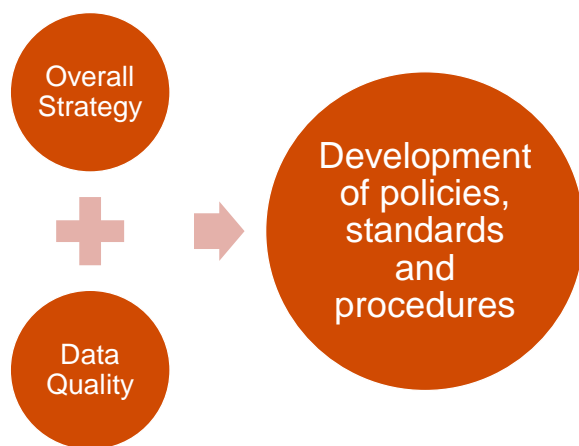 Overall
Strategy
Data
Quality
Development
of policies,
standards
and
procedures